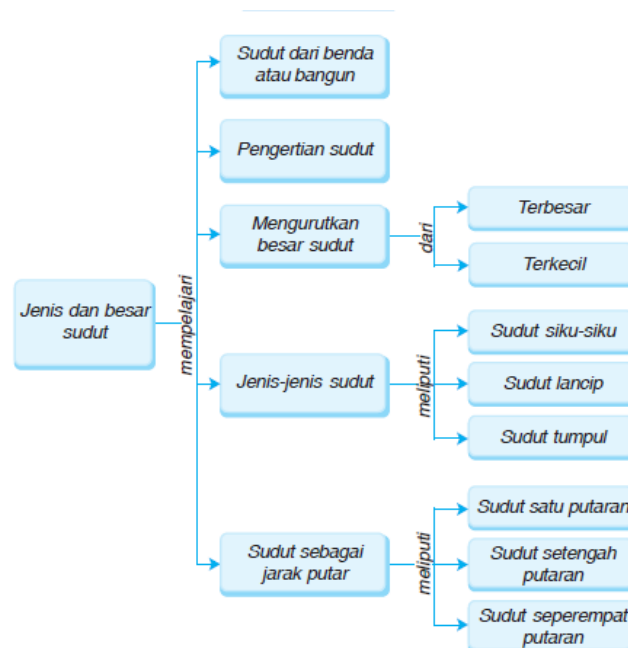 Jenis dan besar
sudut
mempelajari
Sudut dari benda
atau bangun
Pengertian sudut
Mengurutkan
besar sudut
dari
Terbesar
Terkecil
Jenis-jenis sudut
meliputi
Sudut siku-siku
Sudut lancip
Sudut tumpul
Sudut sebagai
jarak putar
meliputi
Sudut satu putaran
Sudut setengah
putaran
Sudut seperempat
putaran